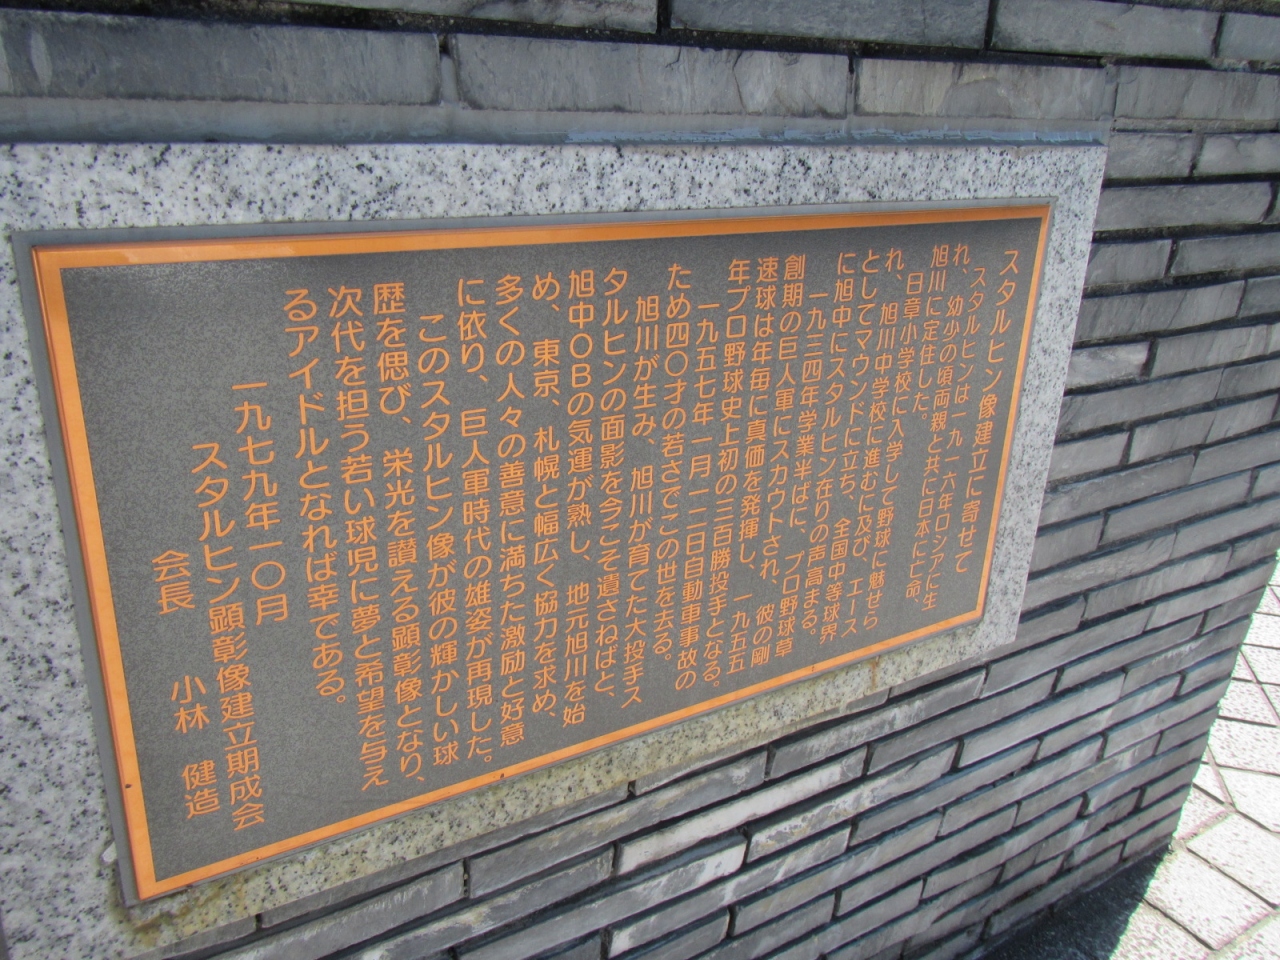 スタルヒン像建立に寄せて
スタルヒンは一九一六年ロシアに生
れ、幼少の頃両親と共に日本に亡命、
旭川に定住した。
日章小学校に入学して野球に魅せら
れ、旭川中学校に進むに及び、エース
としてマウンドに立ち、全国中等球界
に旭中にスタルヒン在りの声高まる。
一九三四年学業半ばに、プロ野球草
創期の巨人軍にスカウトされ、彼の剛
速球は年毎に真価を発揮し、一九五五
年プロ野球史上初の三百勝投手となる。
一九五七年一月一二日自動車事故の
ため四〇才の若さでこの世を去る。
旭川が生み、旭川が育てた大投手ス
タルヒンの面影を今こそ遺さねばと、
旭中OBの気運が熟し、地元旭川を始
め、東京、札幌と幅広く協力を求め、
多くの人々の善意に満ちた激励と好意
に依り、巨人軍時代の雄姿が再現した。
このスタルヒン像が彼の輝かしい球
歴を偲び、栄光を讃える顕彰像となり、
次代を担う若い球児に夢と希望を与え
るアイドルとなれば幸である。
一九七九年一〇月
スタルヒン顕彰像建立期成会
会長 小林 健造